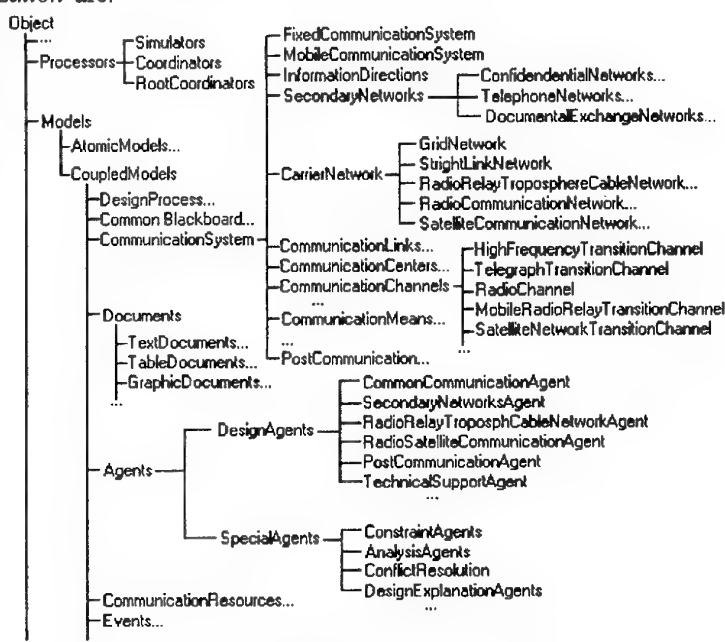 Object
...
Processors
Simulators
Coordinators
RootCoordinators
Models
AtomicModels...
CoupledModels
DesignProcess...
Common Blackboard...
CommunicationSystem
FixedCommunicationSystem
MobileCommunicationSystem
InformationDirections
SecondaryNetworks
ConfidendentialNetworks...
TelephoneNetworks...
DocumentalExchangeNetworks...
CarrierNetwork
GridNetwork
StrightLinkNetwork
RadioRelayTroposphereCableNetwork...
RadioCommunicationNetwork...
SatelliteCommunicationNetwork...
CommunicationLinks...
CommunicationCenters...
CommunicationChannels
HighFrequencyTransitionChannel
TelegraphTransitionChannel
RadioChannel
MobileRadioRelayTransitionChannel
SatelliteNetworkTransitionChannel
...
...
CommunicationMeans...
...
PostCommunication...
Documents
TextDocuments...
TableDocuments...
GraphicDocuments...
...
Agents
DesignAgents
CommonCommunicationAgent
SecondaryNetworksAgent
RadioRelayTroposphCableNetworkAgent
RadioSatelliteCommunicationAgent
PostCommunicationAgent
TechnicalSupportAgent
...
SpecialAgents
ConstraintAgents
AnalysisAgents
ConflictResolution
DesignExplanationAgents
...
CommunicationResources...
Events...